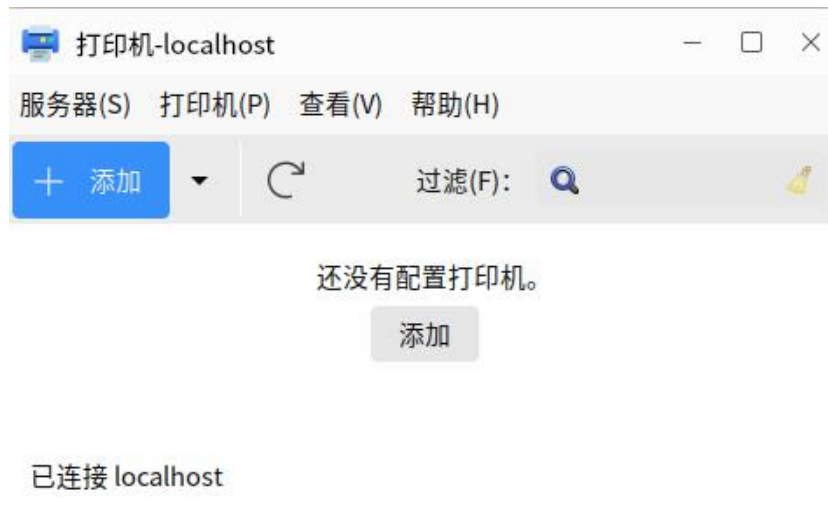 打印机-localhost
服务器(S) 打印机(P) 查看(V) 帮助(H)
添加 过滤(F):
还没有配置打印机。
添加
已连接 localhost